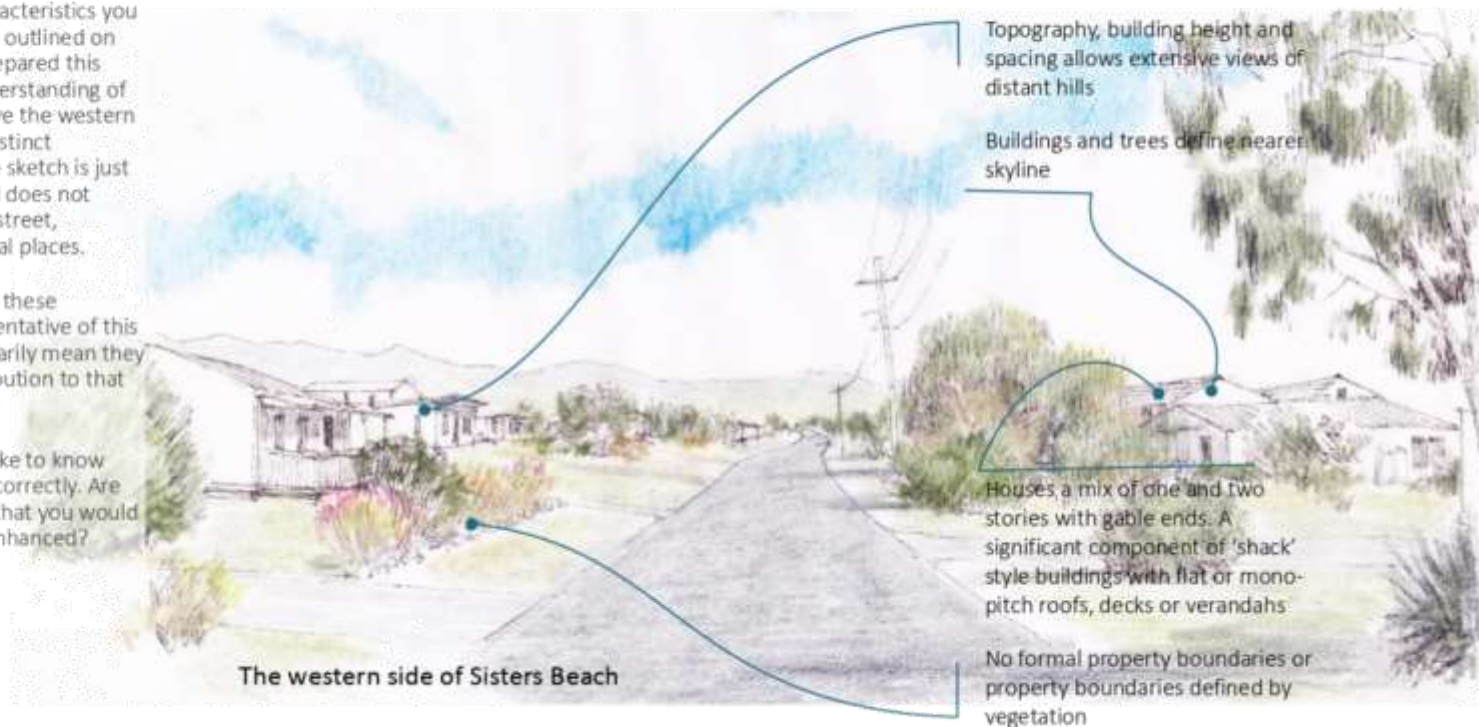 acteristics you
outlined on
epared this
erstanding of
ve the western
stinct
sketch is just
does not
street,
al places.
these
entative of this
arily mean they
bution to that
ke to know
correctly. Are
that you would
nhanced?
Topography, building height and
spacing allows extensive views of
distant hills
Buildings and trees define nearer
skyline
Houses a mix of one and two
stories with gable ends. A
significant component of 'shack'
style buildings with flat or mono-
pitch roofs, decks or verandahs
No formal property boundaries or
property boundaries defined by
vegetation
The western side of Sisters Beach